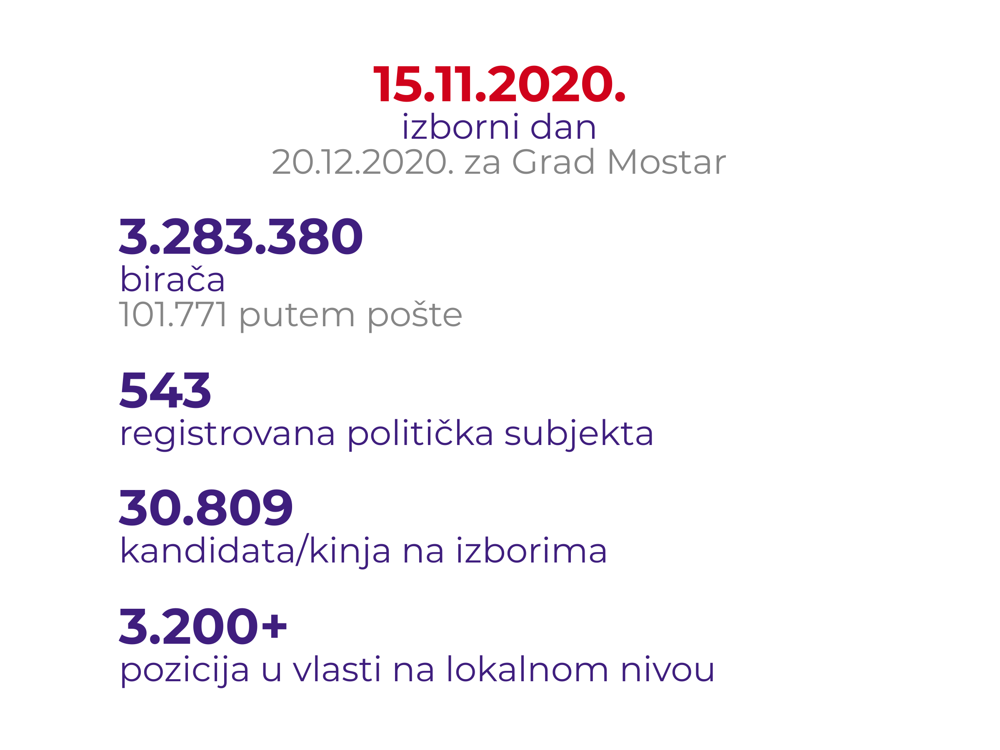 15.11.2020.
izborni dan
20.12.2020. za Grad Mostar
3.283.380
birača
101.771 putem pošte
543
registrovana politička subjekta
30.809
kandidata/kinja na izborima
3.200+
pozicija u vlasti na lokalnom nivou